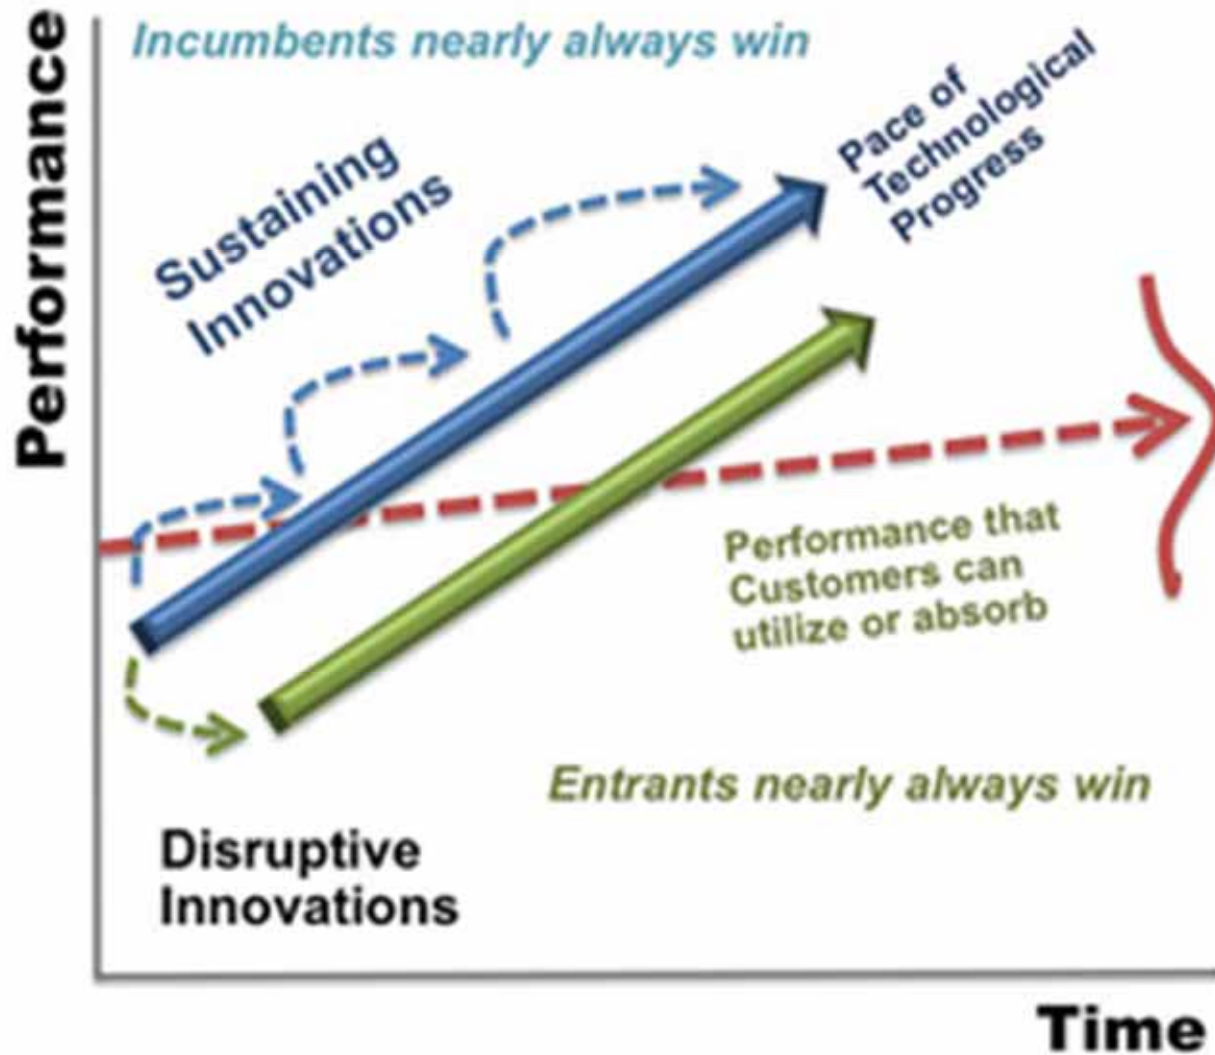 Performance
Incumbents nearly always win
Pace of
Technological
Progress
Sustaining
Innovations
Performance that
Customers can
utilize or absorb
Entrants nearly always win
Disruptive
Innovations
Time